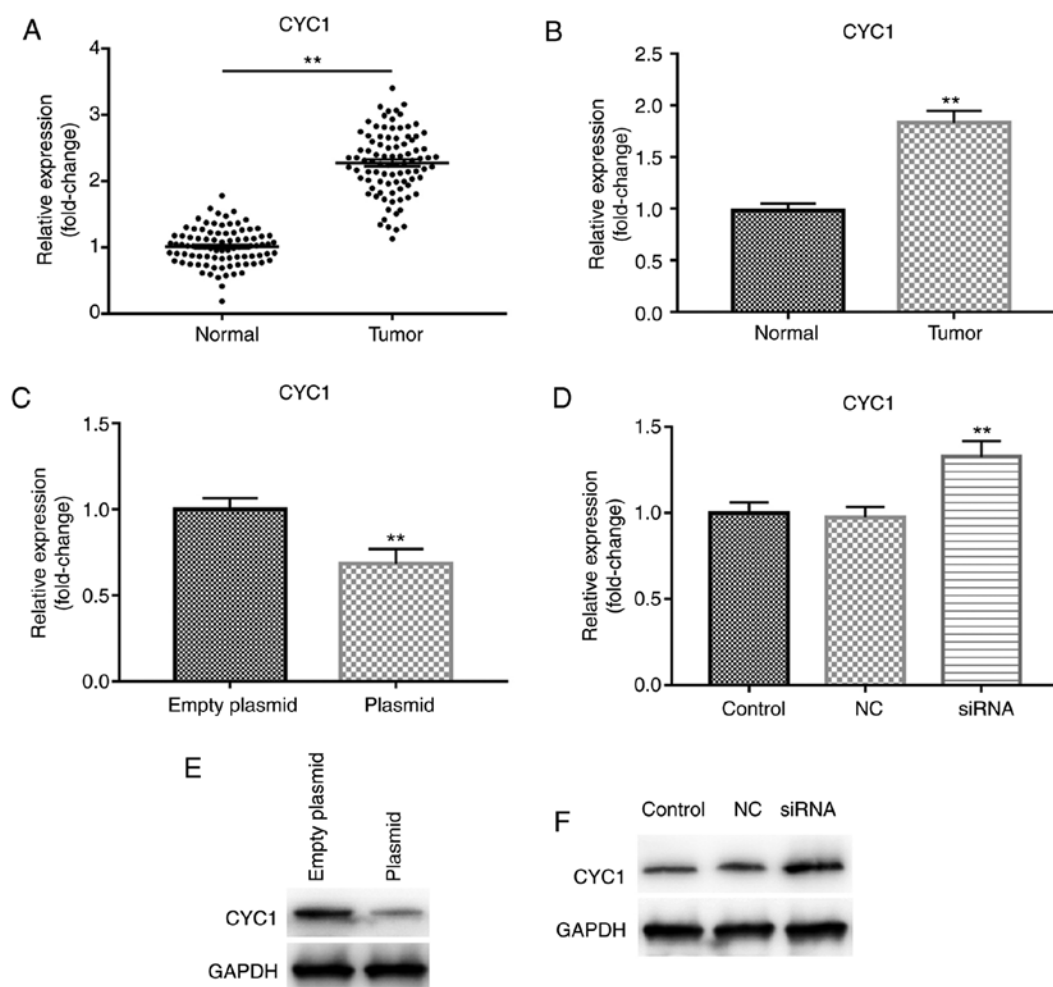 A
CYC1
Relative expression
(fold-change)
4
3
2
1
0
**
Normal
Tumor
B
CYC1
Relative expression
(fold-change)
2.5
2.0
1.5
1.0
0.5
0.0
**
Normal
Tumor
C
CYC1
Relative expression
(fold-change)
1.5
1.0
0.5
0.0
**
Empty plasmid
Plasmid
D
CYC1
Relative expression
(fold-change)
1.5
1.0
0.5
0.0
**
Control
NC
siRNA
E
Empty plasmid
Plasmid
CYC1
GAPDH
F
Control NC siRNA
CYC1
GAPDH